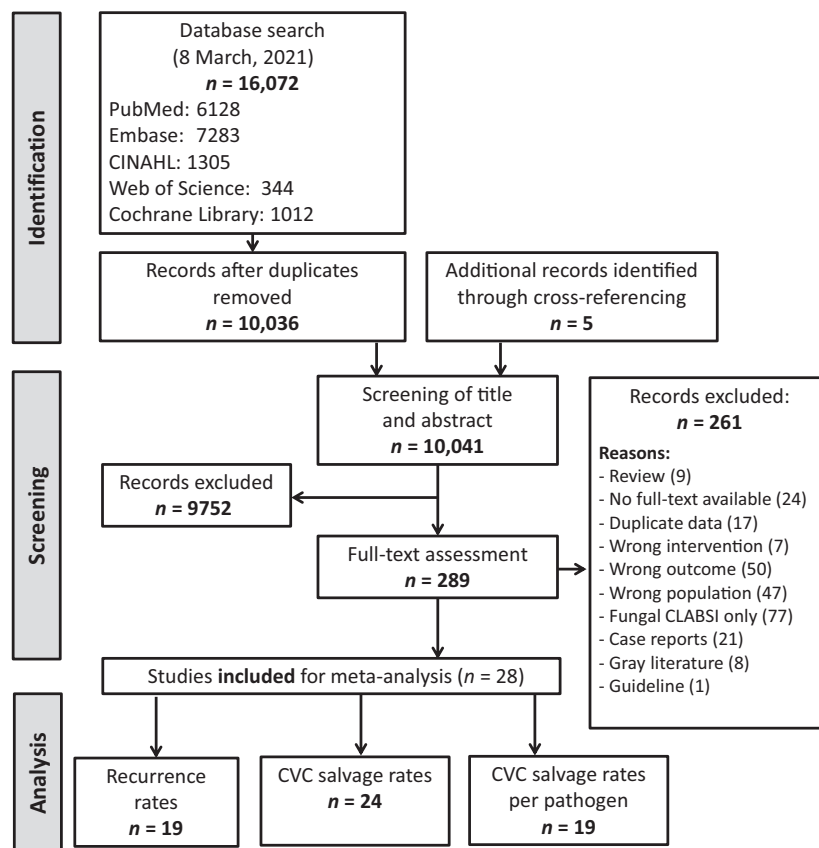 Identification
Database search
(8 March, 2021)
n = 16,072
PubMed: 6128
Embase: 7283
CINAHL: 1305
Web of Science: 344
Cochrane Library: 1012
Records after duplicates
removed
n = 10,036
Additional records identified
through cross-referencing
n = 5
Screening
Screening of title
and abstract
n = 10,041
Records excluded
n = 9752
Full-text assessment
n = 289
Records excluded:
n = 261
Reasons:
- Review (9)
- No full-text available (24)
- Duplicate data (17)
- Wrong intervention (7)
- Wrong outcome (50)
- Wrong population (47)
- Fungal CLABSI only (77)
- Case reports (21)
- Gray literature (8)
- Guideline (1)
Studies included for meta-analysis (n = 28)
Analysis
Recurrence
rates
n = 19
CVC salvage rates
n = 24
CVC salvage rates
per pathogen
n = 19